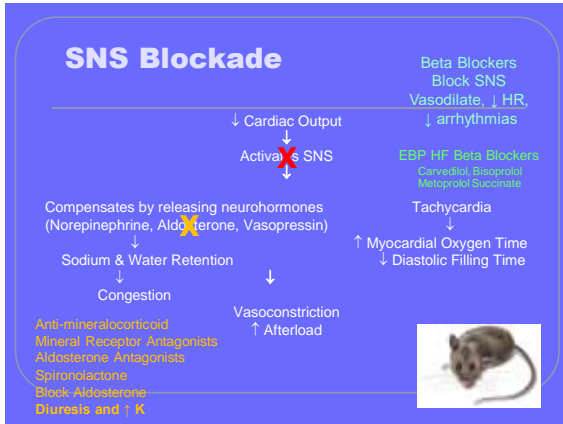 SNS Blockade
Beta Blockers
Block SNS
Vasodilate, ↓ HR,
↓ arrhythmias
↓ Cardiac Output
↓
Activates SNS
X
↓
EBP HF Beta Blockers
Carvedilol, Bisoprolol
Metoprolol Succinate
Compensates by releasing neurohormones
(Norepinephrine, Aldosterone, Vasopressin)
X
↓
Sodium & Water Retention
↓
Congestion
↓
Vasoconstriction
↑ Afterload
Tachycardia
↓
↑ Myocardial Oxygen Time
↓ Diastolic Filling Time
Anti-mineralocorticoid
Mineral Receptor Antagonists
Aldosterone Antagonists
Spironolactone
Block Aldosterone
Diuresis and ↑ K